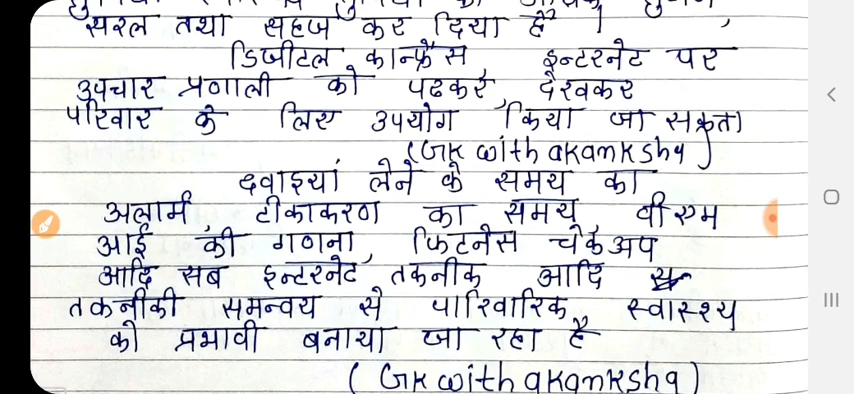 सरल तथा सहज कर दिया है ।
डिजीटल कान्फ्रैंस, इन्टरनेट पर
उपचार प्रणाली को पढकर, देखकर
परिवार के लिए उपयोग किया जा सकता
(Gk with akanksha)
दवाइयां लेने के समय का
अलार्म, टीकाकरण का समय, बी एम
आई की गणना, फिटनेस चेकअप
आदि सब इन्टरनेट तकनीक आदि
तकनीकी समन्वय से पारिवारिक स्वास्थ्य
को प्रभावी बनाया जा रहा है
(Gk with akanksha)